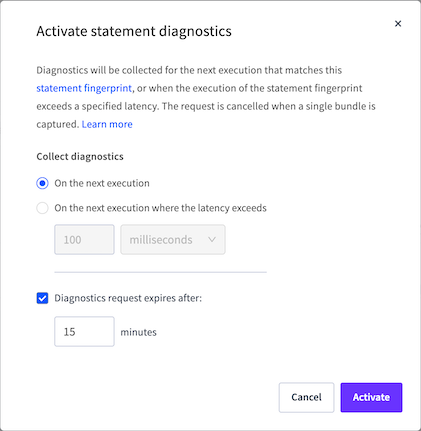 Activate statement diagnostics
Diagnostics will be collected for the next execution that matches this
statement fingerprint, or when the execution of the statement fingerprint
exceeds a specified latency. The request is cancelled when a single bundle is
captured. Learn more
Collect diagnostics
On the next execution
On the next execution where the latency exceeds
100 milliseconds
Diagnostics request expires after:
15 minutes
Cancel Activate